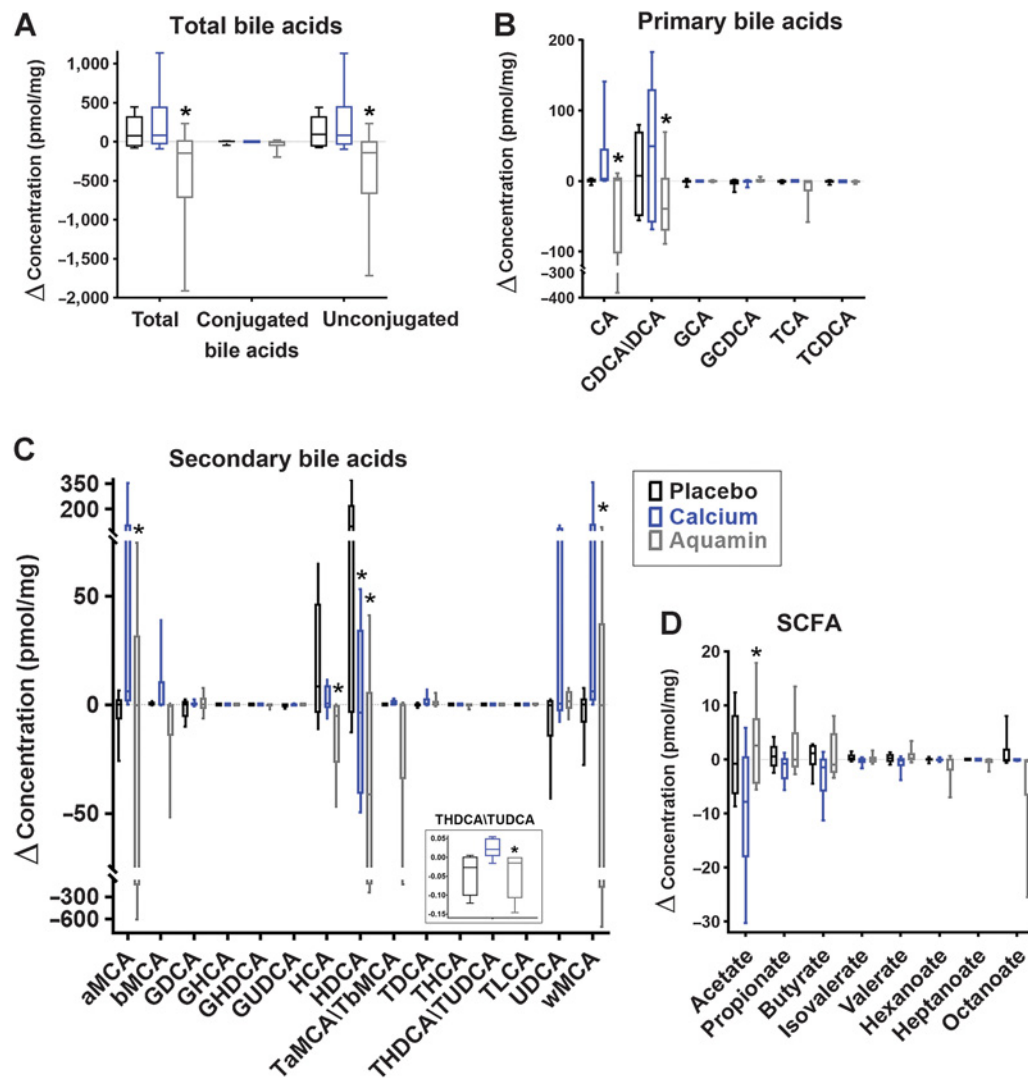 A
Total bile acids
Δ Concentration (pmol/mg)
1,000
500
0
−500
−1,000
−1,500
−2,000
*
*
Total
Conjugated
bile acids
Unconjugated
B
Primary bile acids
Δ Concentration (pmol/mg)
200
100
0
−100
−300
−400
*
*
CA
CDCA\DCA
GCA
GCDCA
TCA
TCDCA
C
Secondary bile acids
Δ Concentration (pmol/mg)
350
200
50
0
−50
−300
−600
*
*
*
*
*
THDCA\TUDCA
0.05
0.00
−0.05
−0.10
−0.15
*
aMCA
bMCA
GDCA
GHCA
GHDCA
GUDCA
HCA
HDCA
TaMCA\TbMCA
TDCA
THCA
THDCA\TUDCA
TLCA
UDCA
wMCA
Placebo
Calcium
Aquamin
D
SCFA
Δ Concentration (pmol/mg)
20
10
0
−10
−20
−30
*
Acetate
Propionate
Butyrate
Isovalerate
Valerate
Hexanoate
Heptanoate
Octanoate